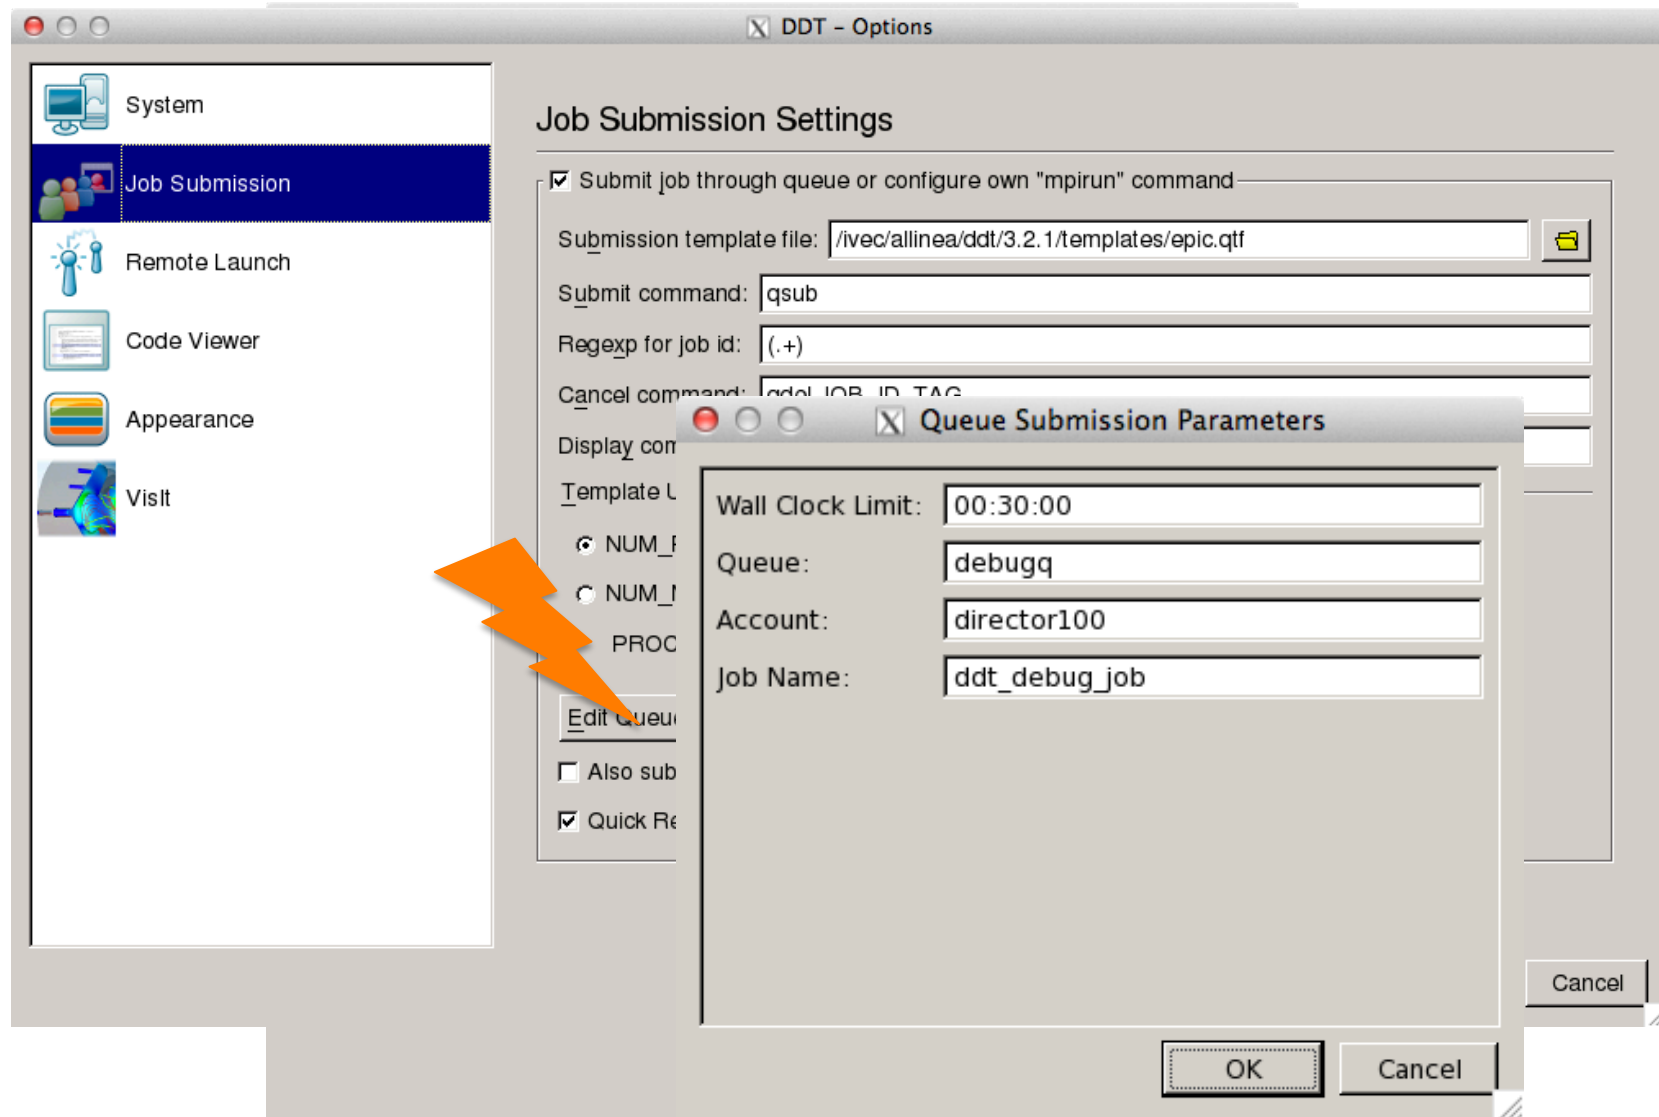 DDT – Options
System
Job Submission
Remote Launch
Code Viewer
Appearance
VisIt
Job Submission Settings
Submit job through queue or configure own "mpirun" command
Submission template file: /ivec/allinea/ddt/3.2.1/templates/epic.qtf
Submit command: qsub
Regexp for job id: (.+)
Cancel command: qdel JOB_ID_TAG
Display com
Template U
NUM_
NUM_
PROC
Edit Queu
Also sub
Quick Re
Cancel
Queue Submission Parameters
Wall Clock Limit: 00:30:00
Queue: debugq
Account: director100
Job Name: ddt_debug_job
OK Cancel